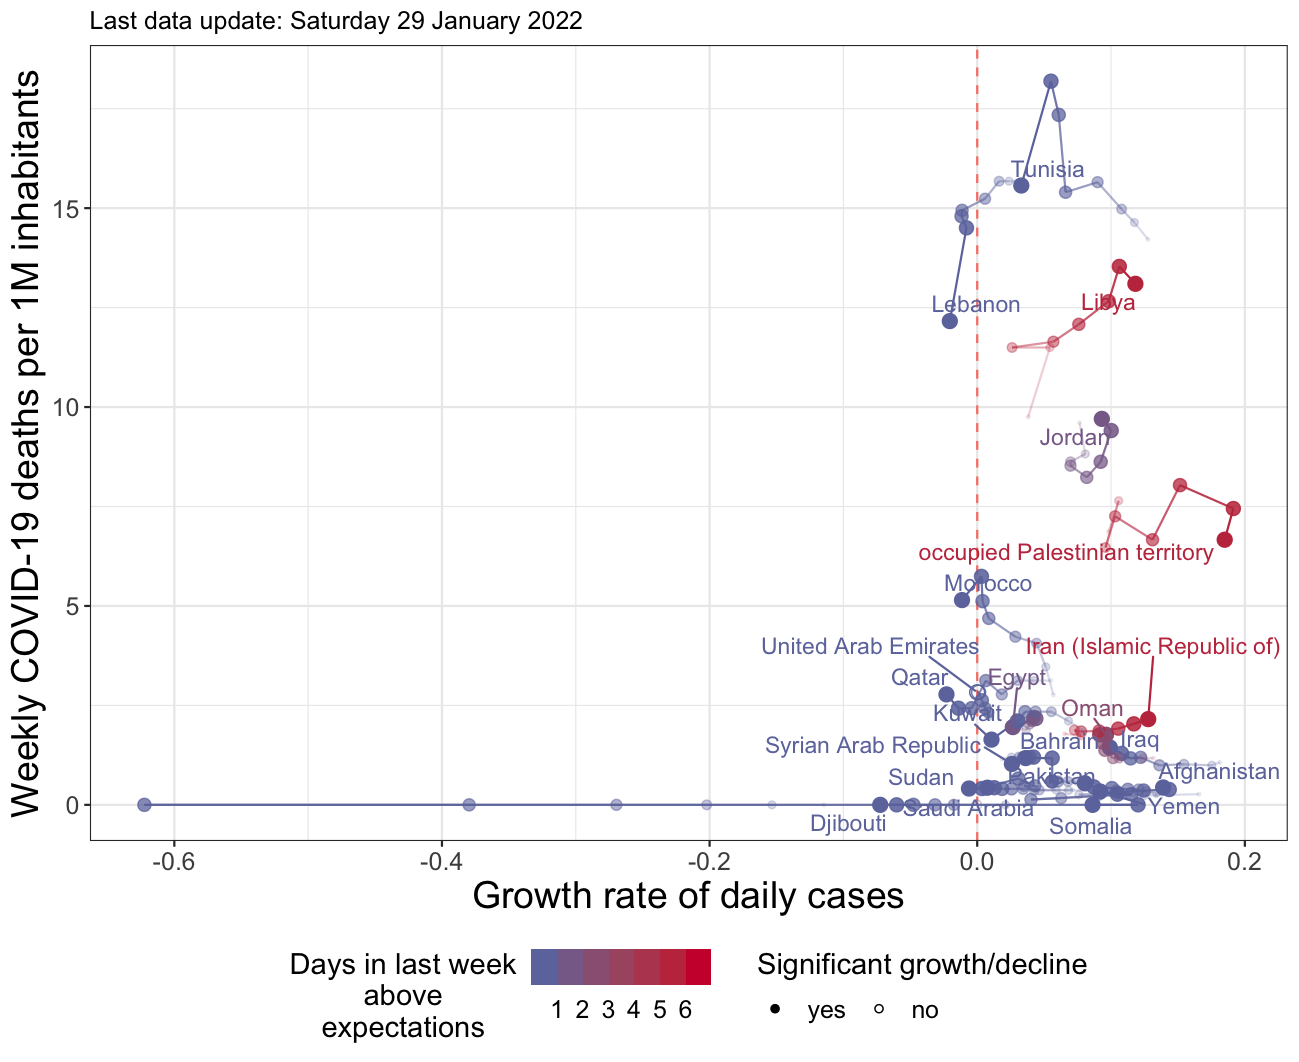 Last data update: Saturday 29 January 2022
Weekly COVID-19 deaths per 1M inhabitants
15
10
5
0
Tunisia
Lebanon
Libya
Jordan
occupied Palestinian territory
Morocco
United Arab Emirates
Iran (Islamic Republic of)
Qatar
Egypt
Kuwait
Oman
Syrian Arab Republic
Bahrain
Iraq
Sudan
Pakistan
Afghanistan
Djibouti
Saudi Arabia
Somalia
Yemen
-0.6
-0.4
-0.2
0.0
0.2
Growth rate of daily cases
Days in last week
above
expectations
1 2 3 4 5 6
Significant growth/decline
yes
no